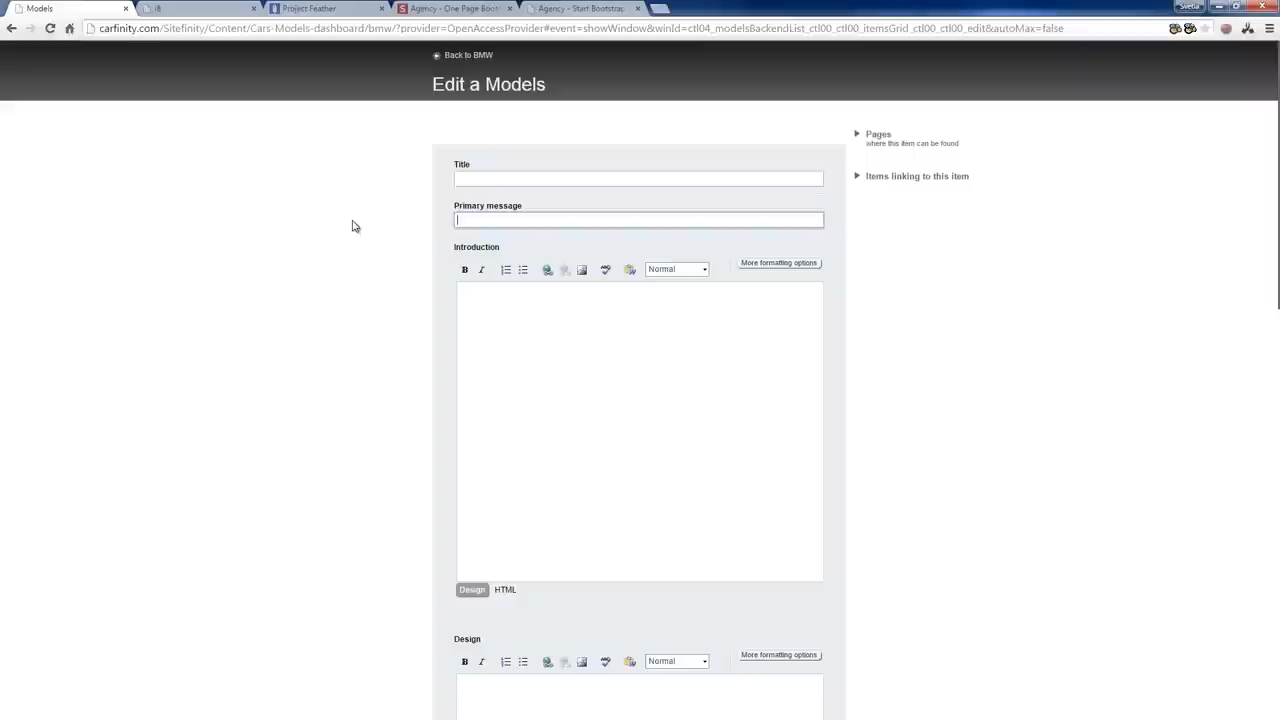 Models
i8
Project Feather
Agency - One Page Boot
Agency - Start Bootstrap
Svetla
carfinity.com/Sitefinity/Content/Cars-Models-dashboard/bmw/?provider=OpenAccessProvider#event=showWindow&winId=ctl04_modelsBackendList_ctl00_ctl00_itemsGrid_ctl00_ctl00_edit&autoMax=false
Back to BMW
Edit a Models
Pages
where this item can be found
Items linking to this item
Title
Primary message
Introduction
B I Normal More formatting options
Design HTML
Design
B I Normal More formatting options